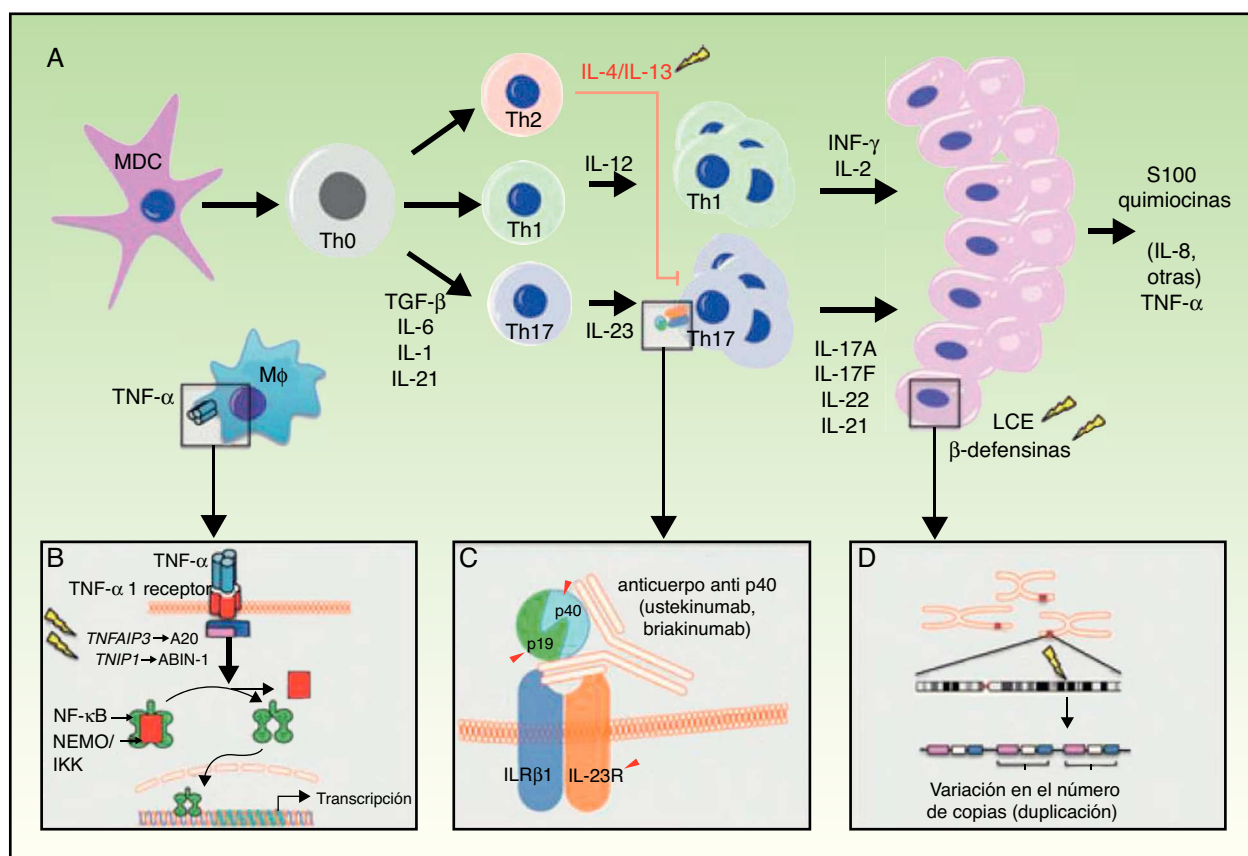 A
MDC
Th0
Th2
IL-4/IL-13
Th1
IL-12
Th1
INF-γ
IL-2
S100
quimiocinas
(IL-8,
otras)
TNF-α
TGF-β
IL-6
IL-1
IL-21
Th17
IL-23
Th17
IL-17A
IL-17F
IL-22
IL-21
TNF-α
Mϕ
LCE
β-defensinas
B
TNF-α
TNF-α 1 receptor
TNFAIP3→A20
TNIP1→ABIN-1
NF-κB
NEMO/
IKK
Transcripción
C
p40
p19
anticuerpo anti p40
(ustekinumab,
briakinumab)
ILRβ1
IL-23R
D
Variación en el número
de copias (duplicación)